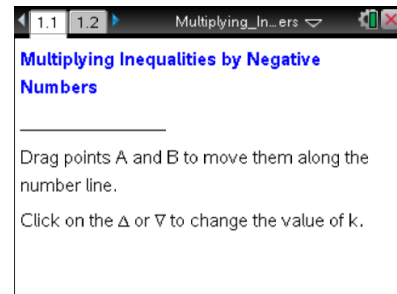 1.1 1.2 Multiplying_In...ers
Multiplying Inequalities by Negative
Numbers
Drag points A and B to move them along the
number line.
Click on the Δ or ∇ to change the value of k.